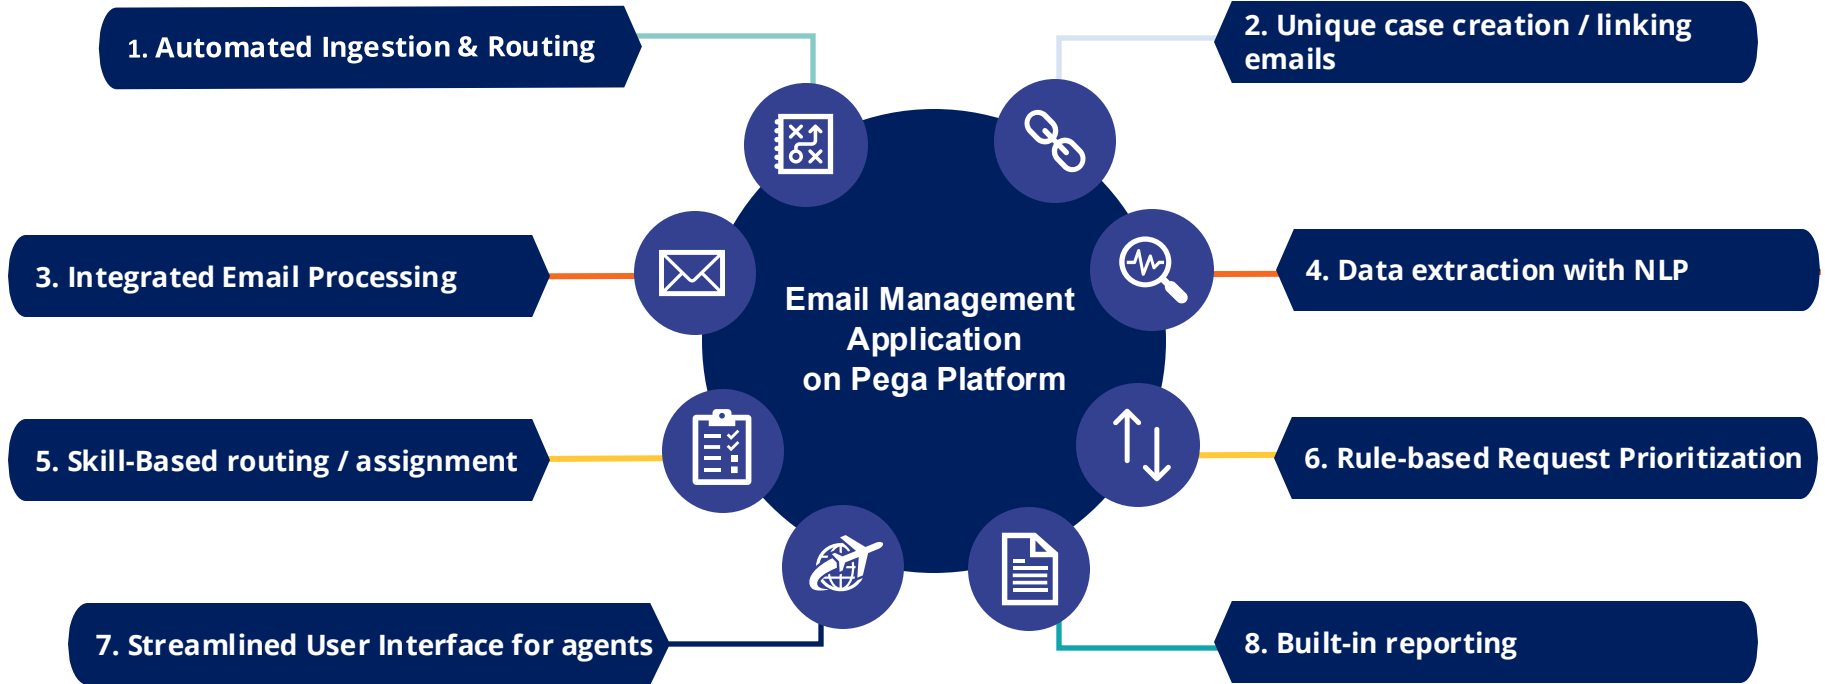 1. Automated Ingestion & Routing
2. Unique case creation / linking
emails
3. Integrated Email Processing
4. Data extraction with NLP
Email Management
Application
on Pega Platform
5. Skill-Based routing / assignment
6. Rule-based Request Prioritization
7. Streamlined User Interface for agents
8. Built-in reporting